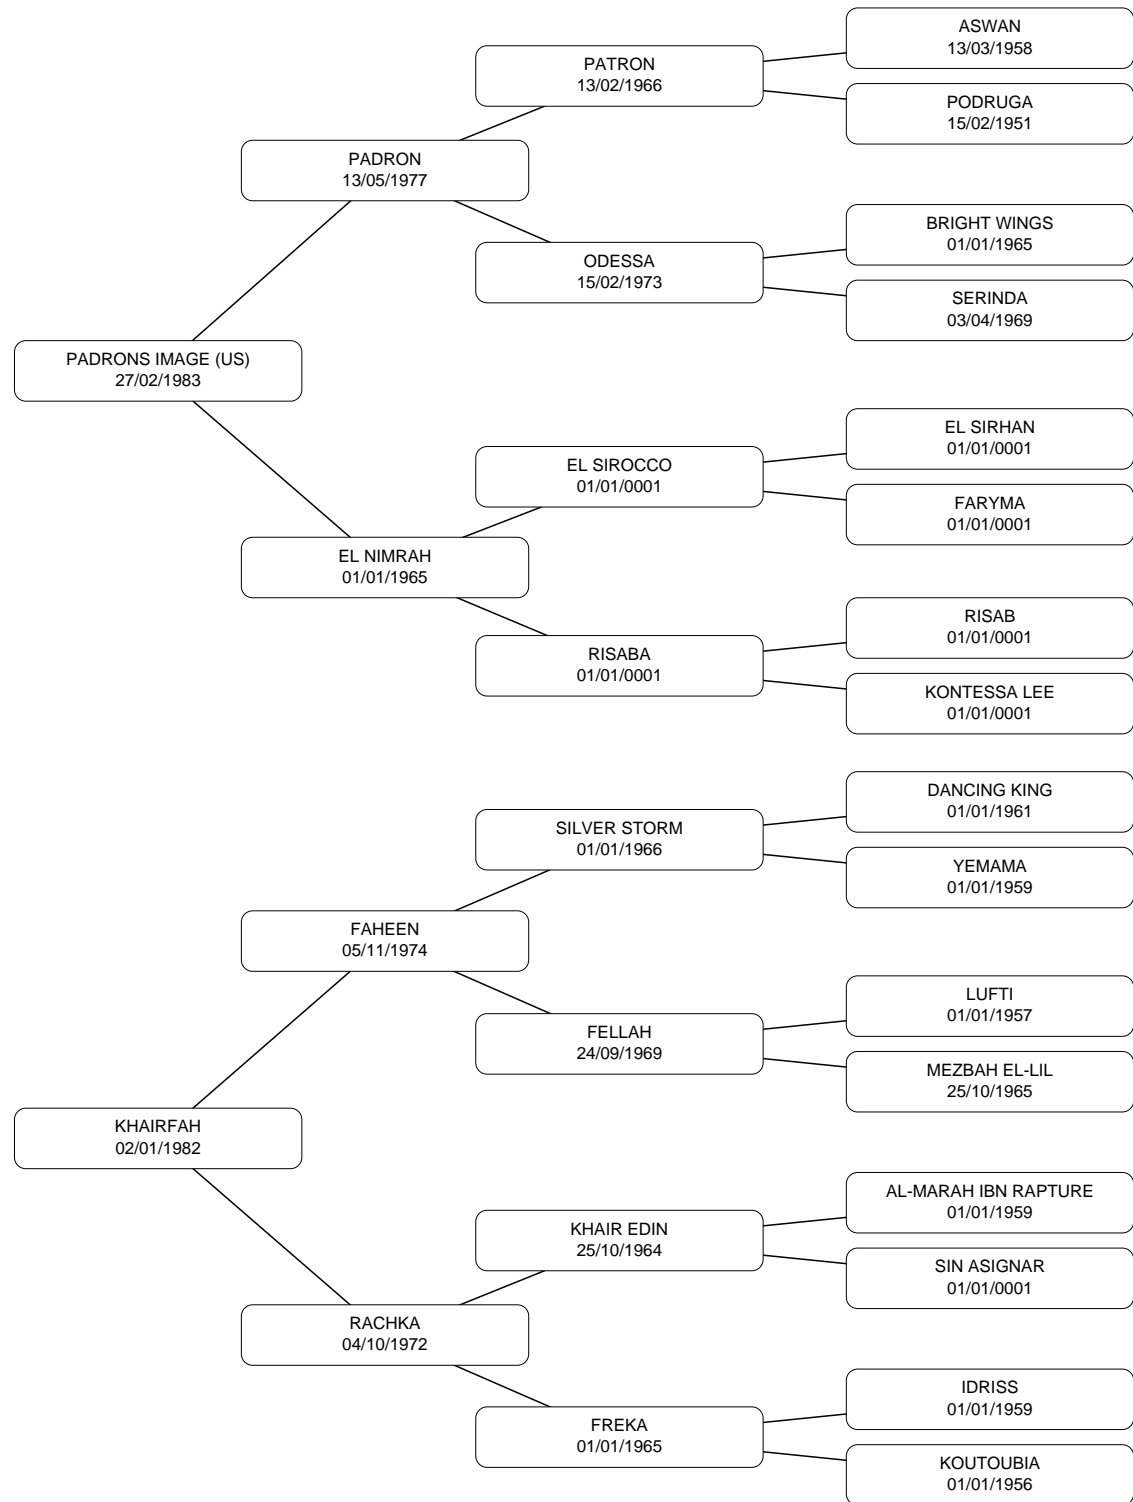 ASWAN
13/03/1958
PATRON
13/02/1966
PODRUGA
15/02/1951
PADRON
13/05/1977
BRIGHT WINGS
01/01/1965
ODESSA
15/02/1973
SERINDA
03/04/1969
PADRONS IMAGE (US)
27/02/1983
EL SIRHAN
01/01/0001
EL SIROCCO
01/01/0001
FARYMA
01/01/0001
EL NIMRAH
01/01/1965
RISAB
01/01/0001
RISABA
01/01/0001
KONTESSA LEE
01/01/0001
DANCING KING
01/01/1961
SILVER STORM
01/01/1966
YEMAMA
01/01/1959
FAHEEN
05/11/1974
LUFTI
01/01/1957
FELLAH
24/09/1969
MEZBAH EL-LIL
25/10/1965
KHAIRFAH
02/01/1982
AL-MARAH IBN RAPTURE
01/01/1959
KHAIR EDIN
25/10/1964
SIN ASIGNAR
01/01/0001
RACHKA
04/10/1972
IDRISS
01/01/1959
FREKA
01/01/1965
KOUTOUBIA
01/01/1956